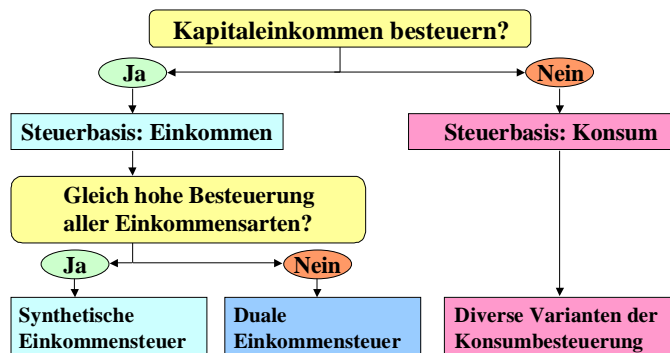 Kapitaleinkommen besteuern?
Ja
Nein
Steuerbasis: Einkommen
Steuerbasis: Konsum
Gleich hohe Besteuerung
aller Einkommensarten?
Ja
Nein
Synthetische
Einkommensteuer
Duale
Einkommensteuer
Diverse Varianten der
Konsumbesteuerung